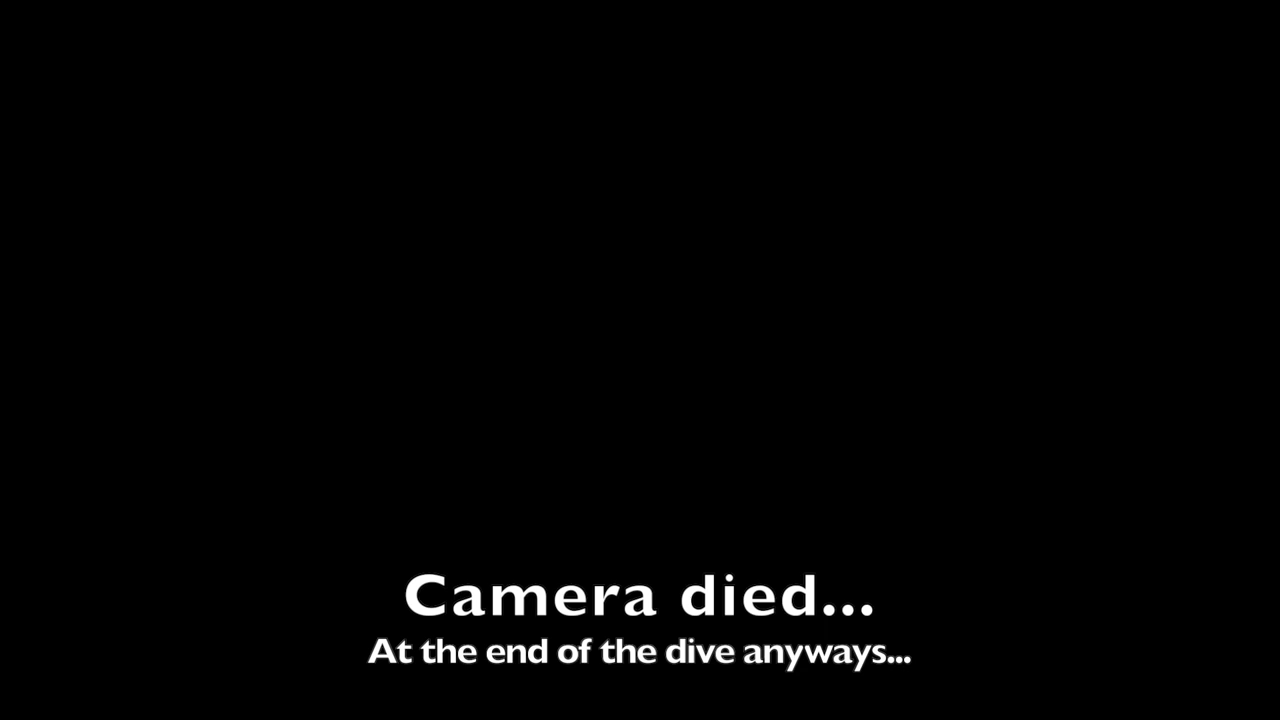 Camera died...
At the end of the dive anyways...